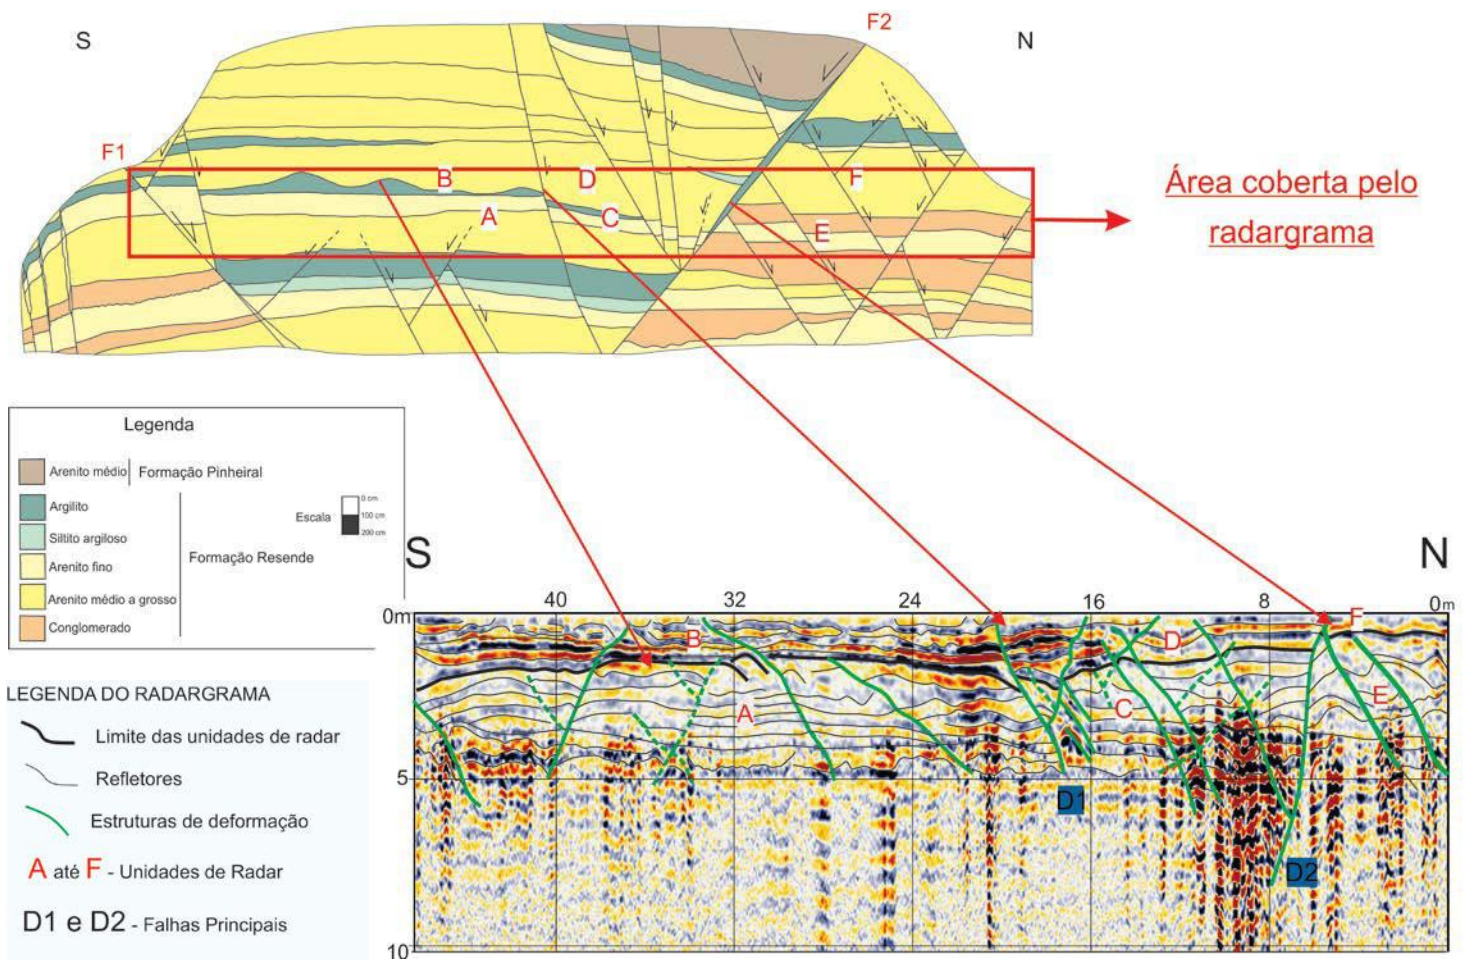 S
F2
N
F1
B
D
F
A
C
E
Área coberta pelo
radargrama
Legenda
Arenito médio
Formação Pinheiral
Argilito
Siltito argiloso
Arenito fino
Arenito médio a grosso
Conglomerado
Formação Resende
Escala
0 cm
150 cm
200 cm
S
N
0m
40
32
24
16
8
0m
B
F
D
A
C
E
5
D1
D2
10
LEGENDA DO RADARGRAMA
Limite das unidades de radar
Refletores
Estruturas de deformação
A até F - Unidades de Radar
D1 e D2 - Falhas Principais